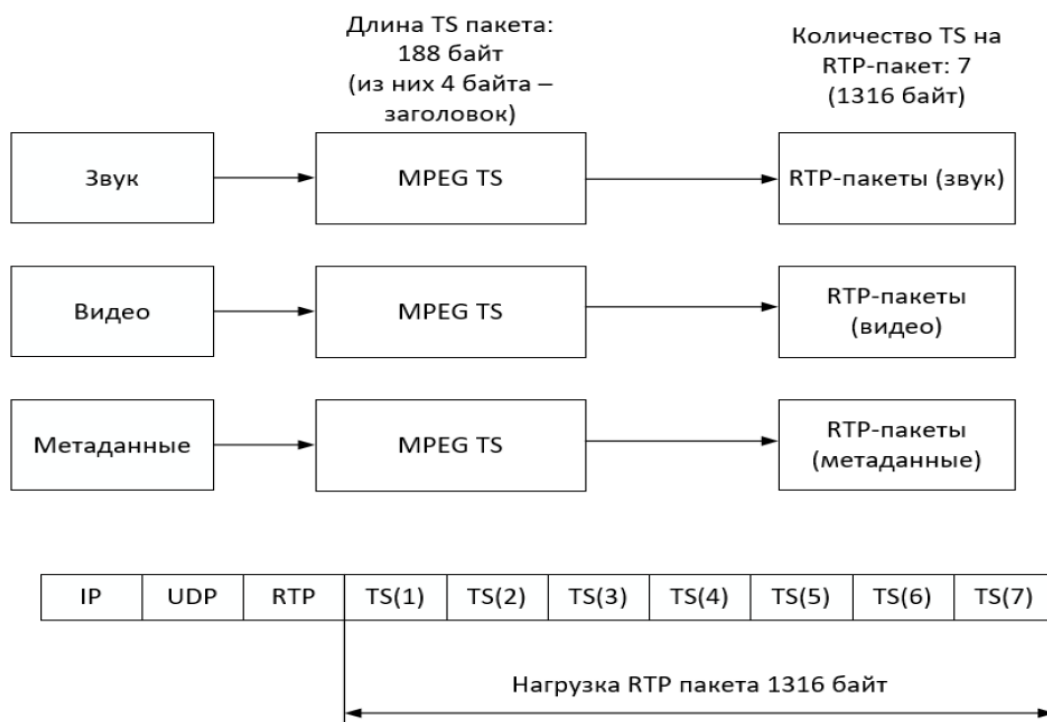 Длина TS пакета:
188 байт
(из них 4 байта –
заголовок)
Количество TS на
RTP-пакет: 7
(1316 байт)
Звук
MPEG TS
RTP-пакеты (звук)
Видео
MPEG TS
RTP-пакеты
(видео)
Метаданные
MPEG TS
RTP-пакеты
(метаданные)
IP UDP RTP TS(1) TS(2) TS(3) TS(4) TS(5) TS(6) TS(7)
Нагрузка RTP пакета 1316 байт